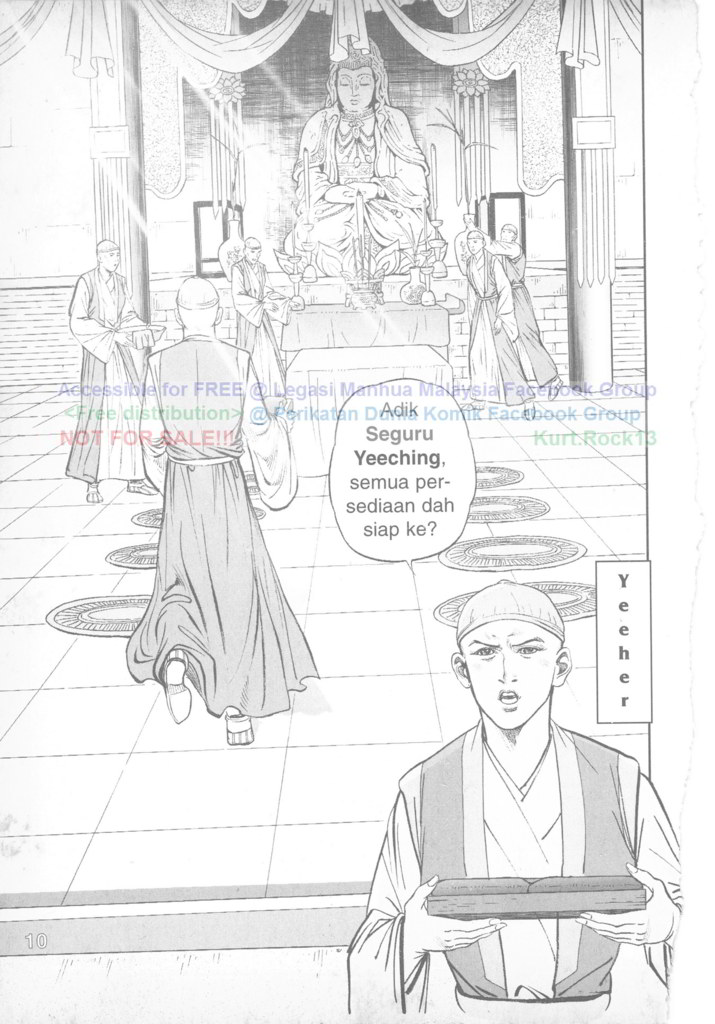 Accessible for FREE @ Legasi Manhua Malaysia Facebook Group
<Free distribution> @ Perikatan Dunia Komik Facebook Group
NOT FOR SALE!!! Kurt.Rock13
Adik
Seguru
Yeeching,
semua per-
sediaan dah
siap ke?
Yeeher
10